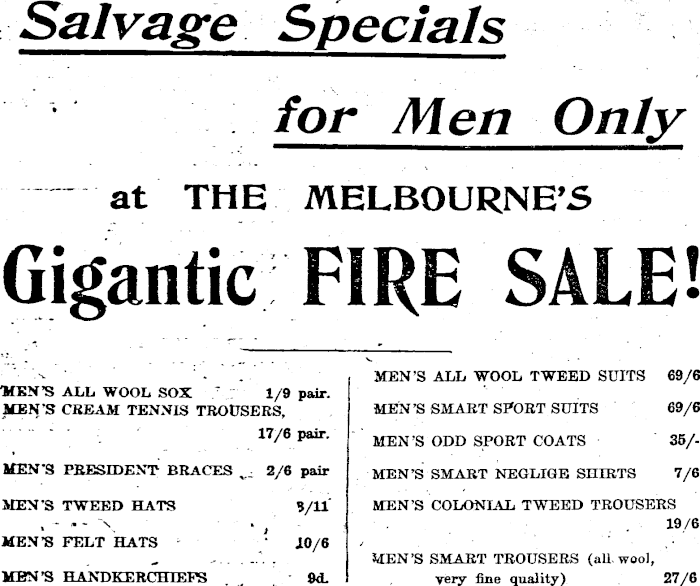 Salvage Specials
for Men Only
at THE MELBOURNE'S
Gigantic FIRE SALE!
MEN'S ALL WOOL SOX 1/9 pair.
MEN'S CREAM TENNIS TROUSERS,
17/6 pair.
MEN'S PRESIDENT BRACES 2/6 pair
MEN'S TWEED HATS 3/11
MEN'S FELT HATS 10/6
MEN'S HANDKERCHIEFS 9d.
MEN'S ALL WOOL TWEED SUITS 69/6
MEN'S SMART SPORT SUITS 69/6
MEN'S ODD SPORT COATS 35/-
MEN'S SMART NEGLIGE SHIRTS 7/6
MEN'S COLONIAL TWEED TROUSERS
19/6
MEN'S SMART TROUSERS (all wool,
very fine quality) 27/6